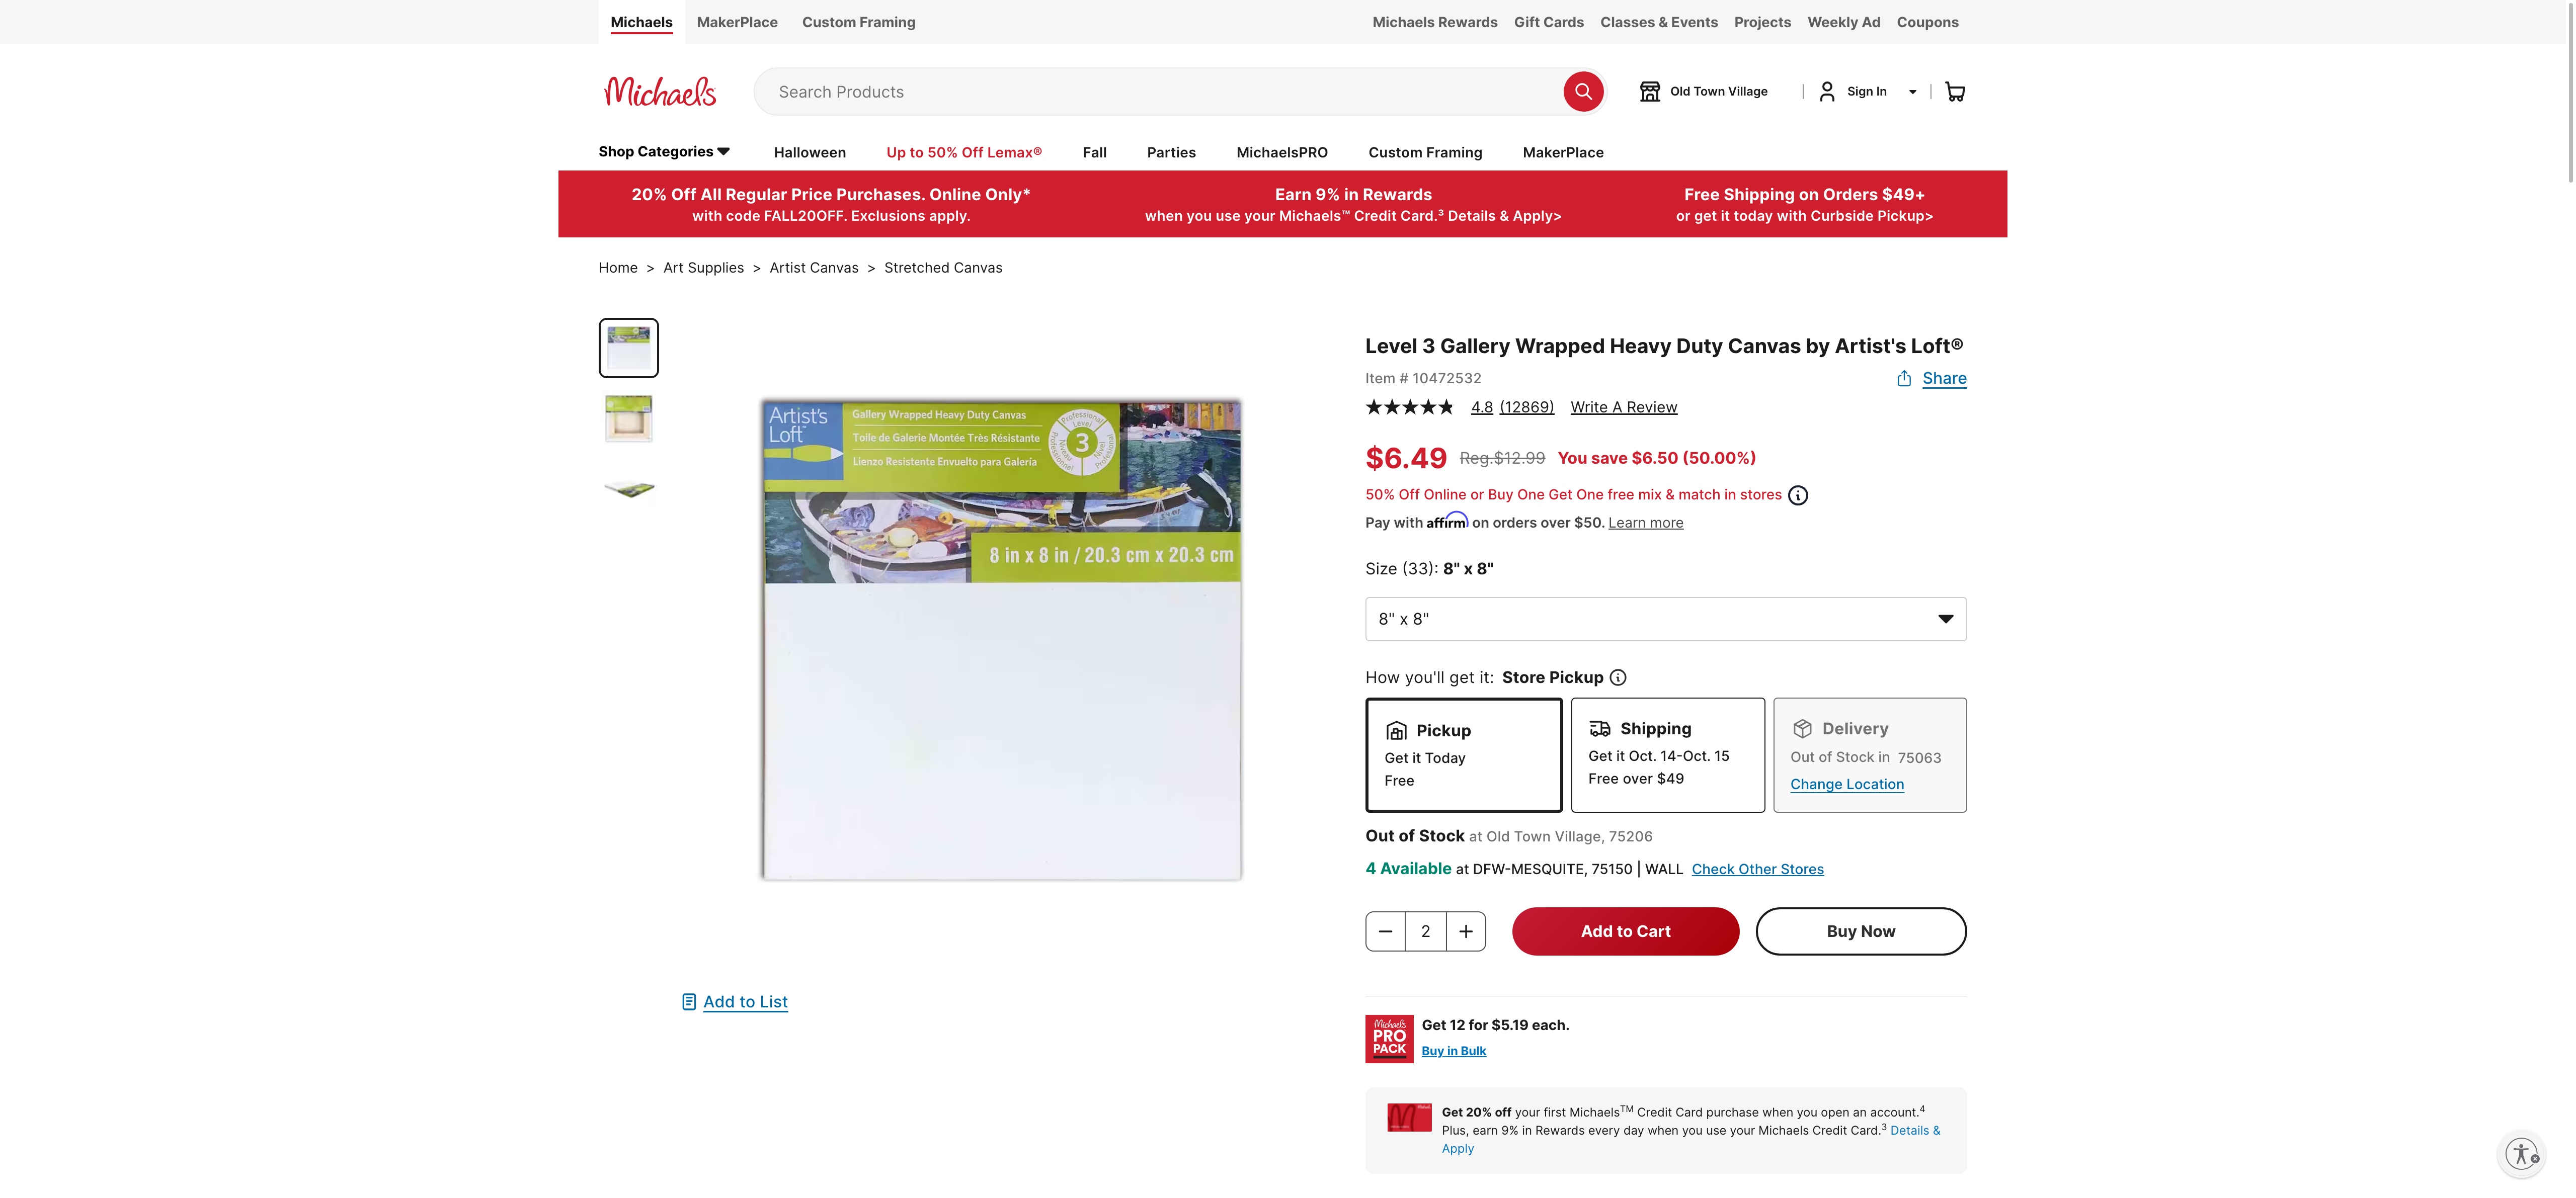 Michaels
MakerPlace
Custom Framing
Michaels Rewards
Gift Cards
Classes & Events
Projects
Weekly Ad
Coupons
Michaels
Search Products
Old Town Village
Sign In
Shop Categories
Halloween
Up to 50% Off Lemax®
Fall
Parties
MichaelsPRO
Custom Framing
MakerPlace
20% Off All Regular Price Purchases. Online Only*
with code FALL20OFF. Exclusions apply.
Earn 9% in Rewards
when you use your Michaels™ Credit Card.³ Details & Apply>
Free Shipping on Orders $49+
or get it today with Curbside Pickup>
Home > Art Supplies > Artist Canvas > Stretched Canvas
Artist's
Loft™
Gallery Wrapped Heavy Duty Canvas
Toile de Galerie Montée Très Résistante
Lienzo Resistente Envuelto para Galería
Professional
Level
3
8 in x 8 in / 20.3 cm x 20.3 cm
Add to List
Level 3 Gallery Wrapped Heavy Duty Canvas by Artist's Loft®
Item # 10472532
Share
4.8 (12869) Write A Review
$6.49 Reg.$12.99 You save $6.50 (50.00%)
50% Off Online or Buy One Get One free mix & match in stores
Pay with affirm on orders over $50. Learn more
Size (33): 8" x 8"
8" x 8"
How you'll get it: Store Pickup
Pickup
Get it Today
Free
Shipping
Get it Oct. 14-Oct. 15
Free over $49
Delivery
Out of Stock in 75063
Change Location
Out of Stock at Old Town Village, 75206
4 Available at DFW-MESQUITE, 75150 | WALL Check Other Stores
2
Add to Cart
Buy Now
Michaels
PRO
PACK
Get 12 for $5.19 each.
Buy in Bulk
Get 20% off your first Michaels™ Credit Card purchase when you open an account.⁴
Plus, earn 9% in Rewards every day when you use your Michaels Credit Card.³ Details &
Apply